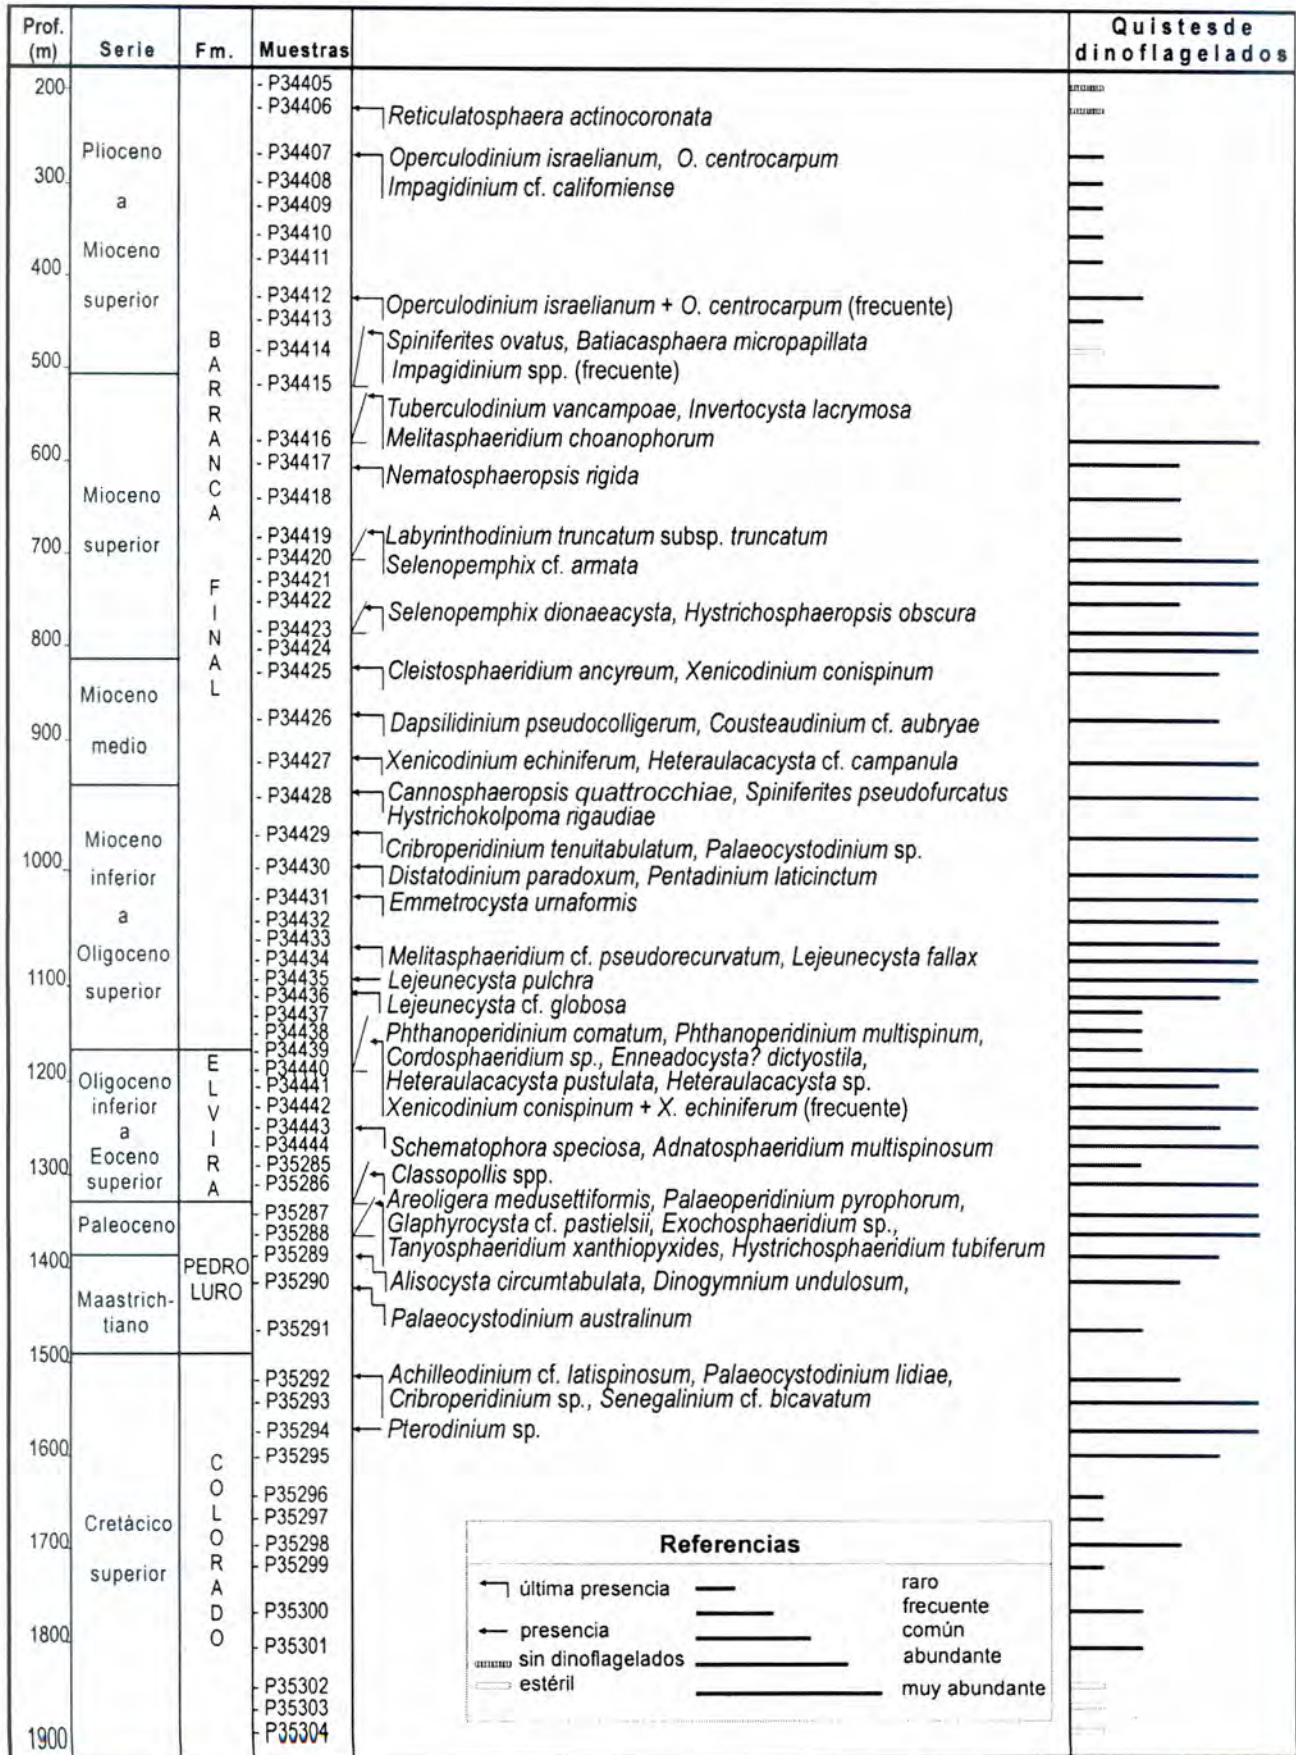 Prof. (m) Serie Fm. Muestras Quistesde dinoflagelados
200
300
400
500
600
700
800
900
1000
1100
1200
1300
1400
1500
1600
1700
1800
1900
Plioceno
a
Mioceno
superior
Mioceno
superior
Mioceno
medio
Mioceno
inferior
a
Oligoceno
superior
Oligoceno
inferior
a
Eoceno
superior
Paleoceno
Maastrich-
tiano
Cretácico
superior
BARRANCA FINAL
ELVIRA
PEDRO
LURO
COLORADO
- P34405
- P34406
- P34407
- P34408
- P34409
- P34410
- P34411
- P34412
- P34413
- P34414
- P34415
- P34416
- P34417
- P34418
- P34419
- P34420
- P34421
- P34422
- P34423
- P34424
- P34425
- P34426
- P34427
- P34428
- P34429
- P34430
- P34431
- P34432
- P34433
- P34434
- P34435
- P34436
- P34437
- P34438
- P34439
- P34440
- P34441
- P34442
- P34443
- P34444
- P35285
- P35286
- P35287
- P35288
- P35289
- P35290
- P35291
- P35292
- P35293
- P35294
- P35295
- P35296
- P35297
- P35298
- P35299
- P35300
- P35301
- P35302
- P35303
- P35304
Reticulatosphaera actinocoronata
Operculodinium israelianum, O. centrocarpum
Impagidinium cf. californiense
Operculodinium israelianum + O. centrocarpum (frecuente)
Spiniferites ovatus, Batiacasphaera micropapillata
Impagidinium spp. (frecuente)
Tuberculodinium vancampoae, Invertocysta lacrymosa
Melitasphaeridium choanophorum
Nematosphaeropsis rigida
Labyrinthodinium truncatum subsp. truncatum
Selenopemphix cf. armata
Selenopemphix dionaeacysta, Hystrichosphaeropsis obscura
Cleistosphaeridium ancyreum, Xenicodinium conispinum
Dapsilidinium pseudocolligerum, Cousteaudinium cf. aubryae
Xenicodinium echiniferum, Heteraulacacysta cf. campanula
Cannosphaeropsis quattrocchiae, Spiniferites pseudofurcatus
Hystrichokolpoma rigaudiae
Cribroperidinium tenuitabulatum, Palaeocystodinium sp.
Distatodinium paradoxum, Pentadinium laticinctum
Emmetrocysta urnaformis
Melitasphaeridium cf. pseudorecurvatum, Lejeunecysta fallax
Lejeunecysta pulchra
Lejeunecysta cf. globosa
Phthanoperidinium comatum, Phthanoperidinium multispinum,
Cordosphaeridium sp., Enneadocysta? dictyostila,
Heteraulacacysta pustulata, Heteraulacacysta sp.
Xenicodinium conispinum + X. echiniferum (frecuente)
Schematophora speciosa, Adnatosphaeridium multispinosum
Classopollis spp.
Areoligera medusettiformis, Palaeoperidinium pyrophorum,
Glaphyrocysta cf. pastielsii, Exochosphaeridium sp.,
Tanyosphaeridium xanthiopyxides, Hystrichosphaeridium tubiferum
Alisocysta circumtabulata, Dinogymnium undulosum,
Palaeocystodinium australinum
Achilleodinium cf. latispinosum, Palaeocystodinium lidiae,
Cribroperidinium sp., Senegalinium cf. bicavatum
Pterodinium sp.
Referencias
última presencia
presencia
sin dinoflagelados
estéril
raro
frecuente
común
abundante
muy abundante